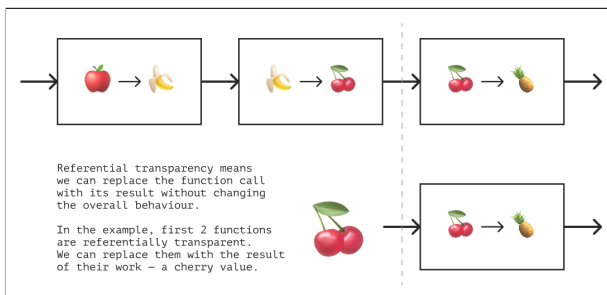 Referential transparency means
we can replace the function call
with its result without changing
the overall behaviour.
In the example, first 2 functions
are referentially transparent.
We can replace them with the result
of their work — a cherry value.